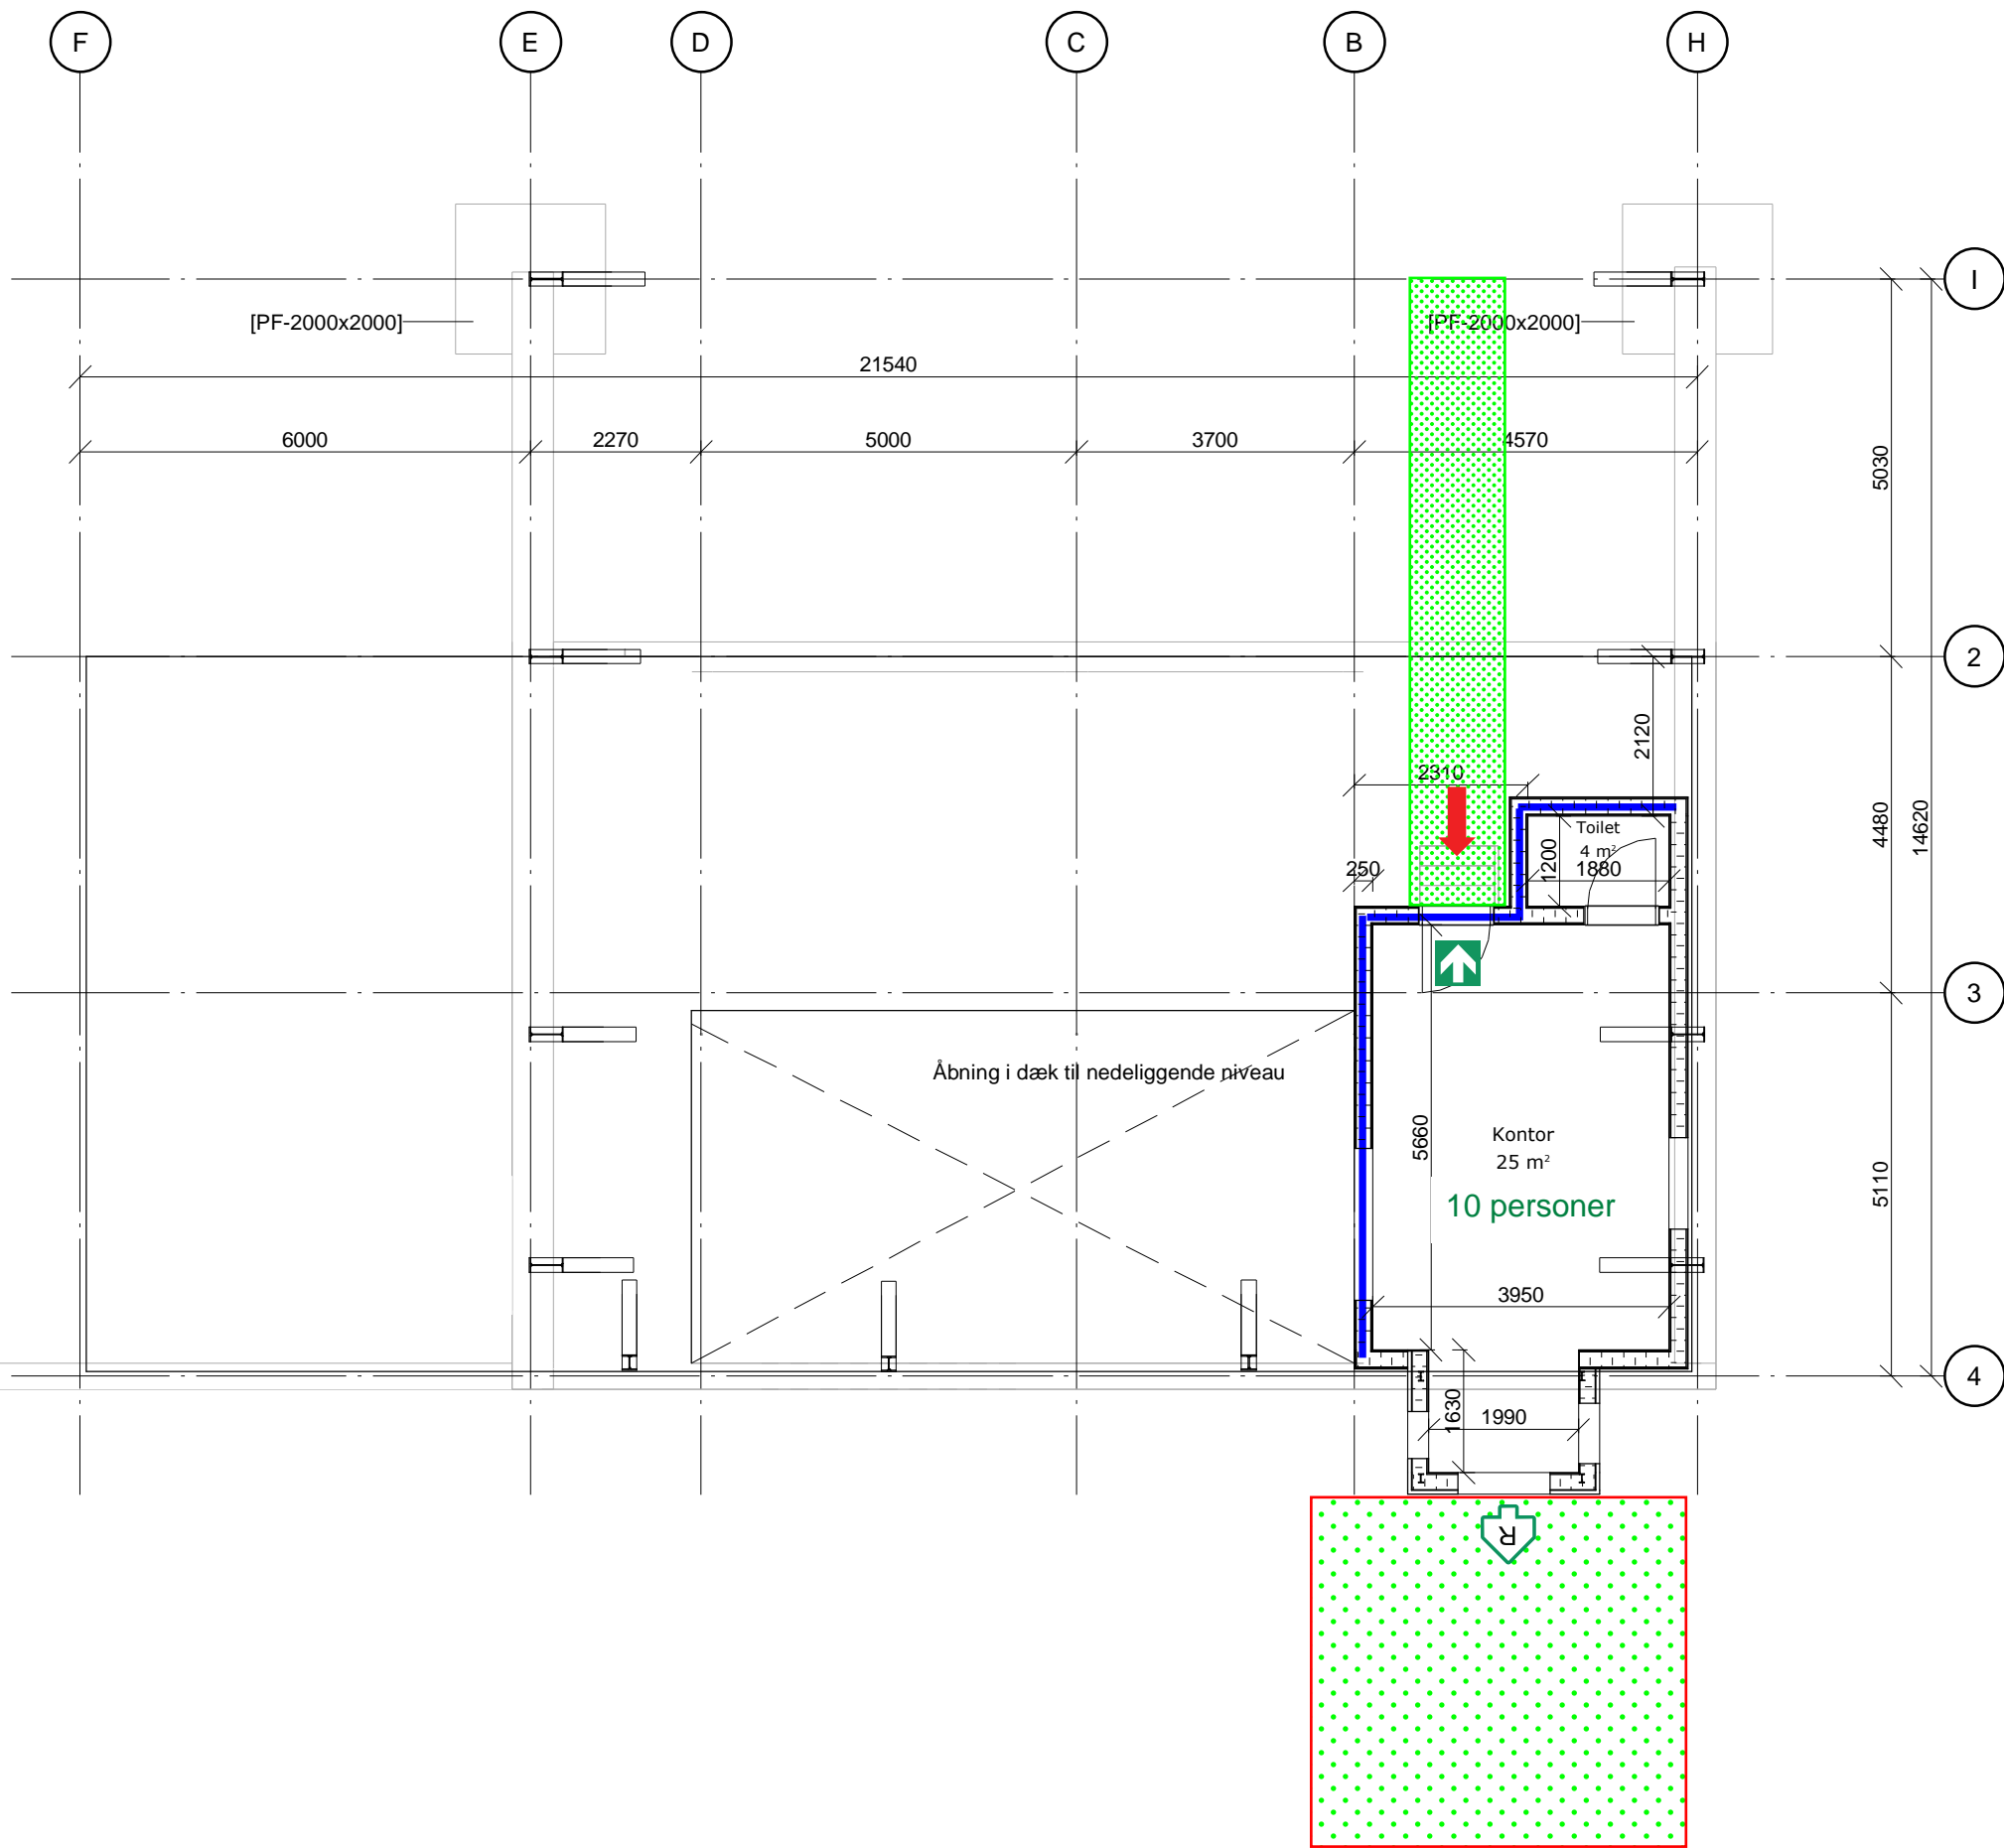 F
E
D
C
B
H
I
[PF-2000x2000]
[PF-2000x2000]
21540
6000
2270
5000
3700
4570
5030
2
2120
2310
4480
14620
Toilet
4 m²
1200
1880
250
3
Åbning i dæk til nedeliggende niveau
5660
Kontor
25 m²
10 personer
5110
3950
4
1630
1990
R